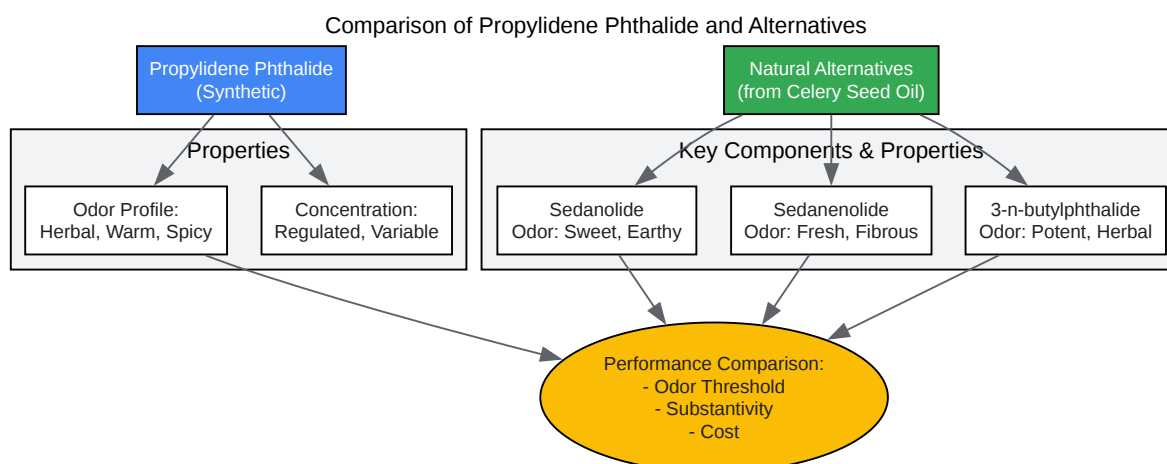 Comparison of Propylidene Phthalide and Alternatives
Propylidene Phthalide
(Synthetic)
Natural Alternatives
(from Celery Seed Oil)
Properties
Key Components & Properties
Odor Profile:
Herbal, Warm, Spicy
Concentration:
Regulated, Variable
Sedanolide
Odor: Sweet, Earthy
Sedanenolide
Odor: Fresh, Fibrous
3-n-butylphthalide
Odor: Potent, Herbal
Performance Comparison:
- Odor Threshold
- Substantivity
- Cost